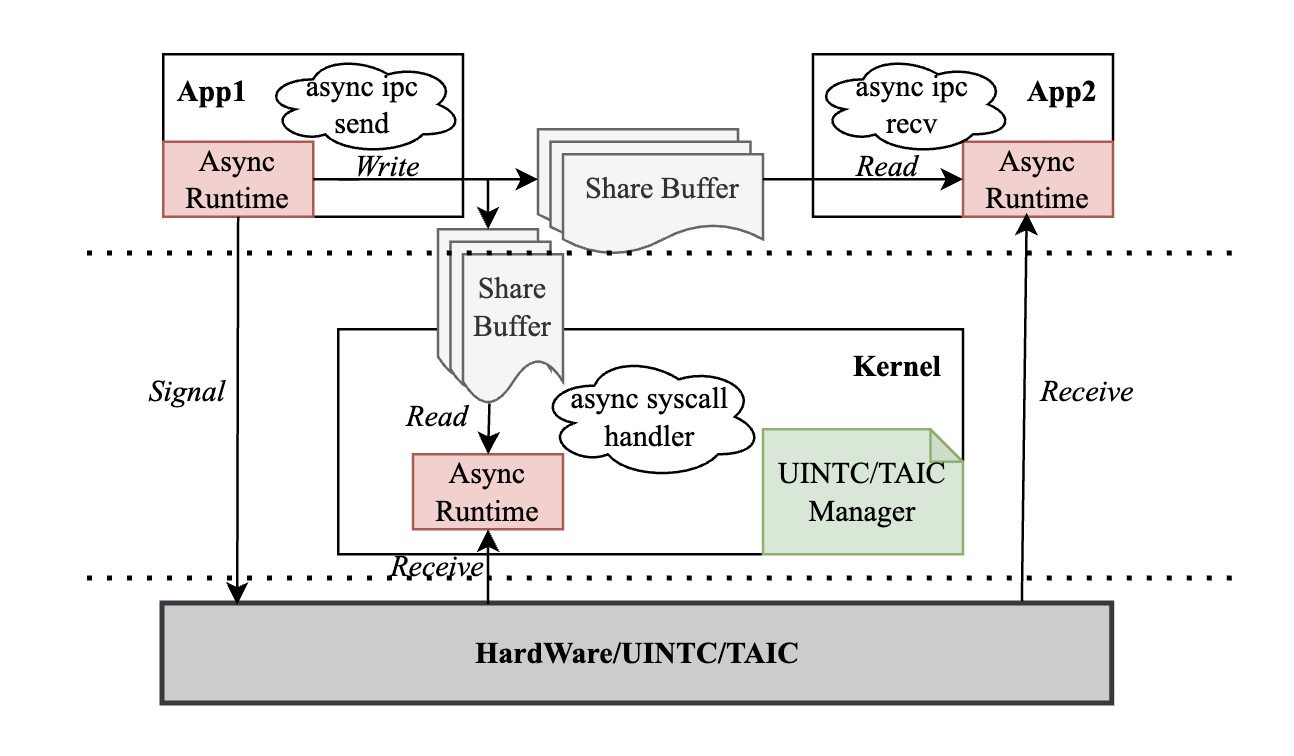 App1
async ipc
send
Async
Runtime
Write
Share Buffer
async ipc
recv
App2
Read
Async
Runtime
Share
Buffer
Signal
Kernel
async syscall
handler
Read
Async
Runtime
UINTC/TAIC
Manager
Receive
Receive
HardWare/UINTC/TAIC